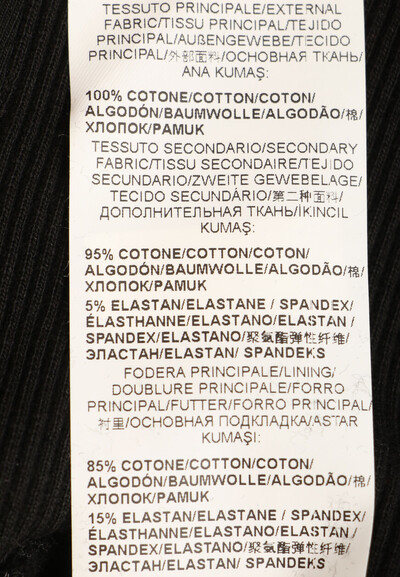 TESSUTO PRINCIPALE/EXTERNAL
FABRIC/TISSU PRINCIPAL/TEJIDO
PRINCIPAL/AUßENGEWEBE/TECIDO
PRINCIPAL/外部面料/ОСНОВНАЯ ТКАНЬ/
ANA KUMAŞ:
100% COTONE/COTTON/COTON/
ALGODÓN/BAUMWOLLE/ALGODÃO/棉/
ХЛОПОК/PAMUK
TESSUTO SECONDARIO/SECONDARY
FABRIC/TISSU SECONDAIRE/TEJIDO
SECUNDARIO/ZWEITE GEWEBELAGE/
TECIDO SECUNDÁRIO/第二种面料/
ДОПОЛНИТЕЛЬНАЯ ТКАНЬ/İKİNCİL
KUMAŞ:
95% COTONE/COTTON/COTON/
ALGODÓN/BAUMWOLLE/ALGODÃO/棉/
ХЛОПОК/PAMUK
5% ELASTAN/ELASTANE / SPANDEX/
ÉLASTHANNE/ELASTANO/ELASTAN /
SPANDEX/ELASTANO/聚氨酯弹性纤维/
ЭЛАСТАН/ELASTAN/ SPANDEKS
FODERA PRINCIPALE/LINING/
DOUBLURE PRINCIPALE/FORRO
PRINCIPAL/FUTTER/FORRO PRINCIPAL/
衬里/ОСНОВНАЯ ПОДКЛАДКА/ASTAR
KUMAŞI:
85% COTONE/COTTON/COTON/
ALGODÓN/BAUMWOLLE/ALGODÃO/棉/
ХЛОПОК/PAMUK
15% ELASTAN/ELASTANE / SPANDEX/
ÉLASTHANNE/ELASTANO/ELASTAN /
SPANDEX/ELASTANO/聚氨酯弹性纤维/
ЭЛАСТАН/ELASTAN/ SPANDEKS